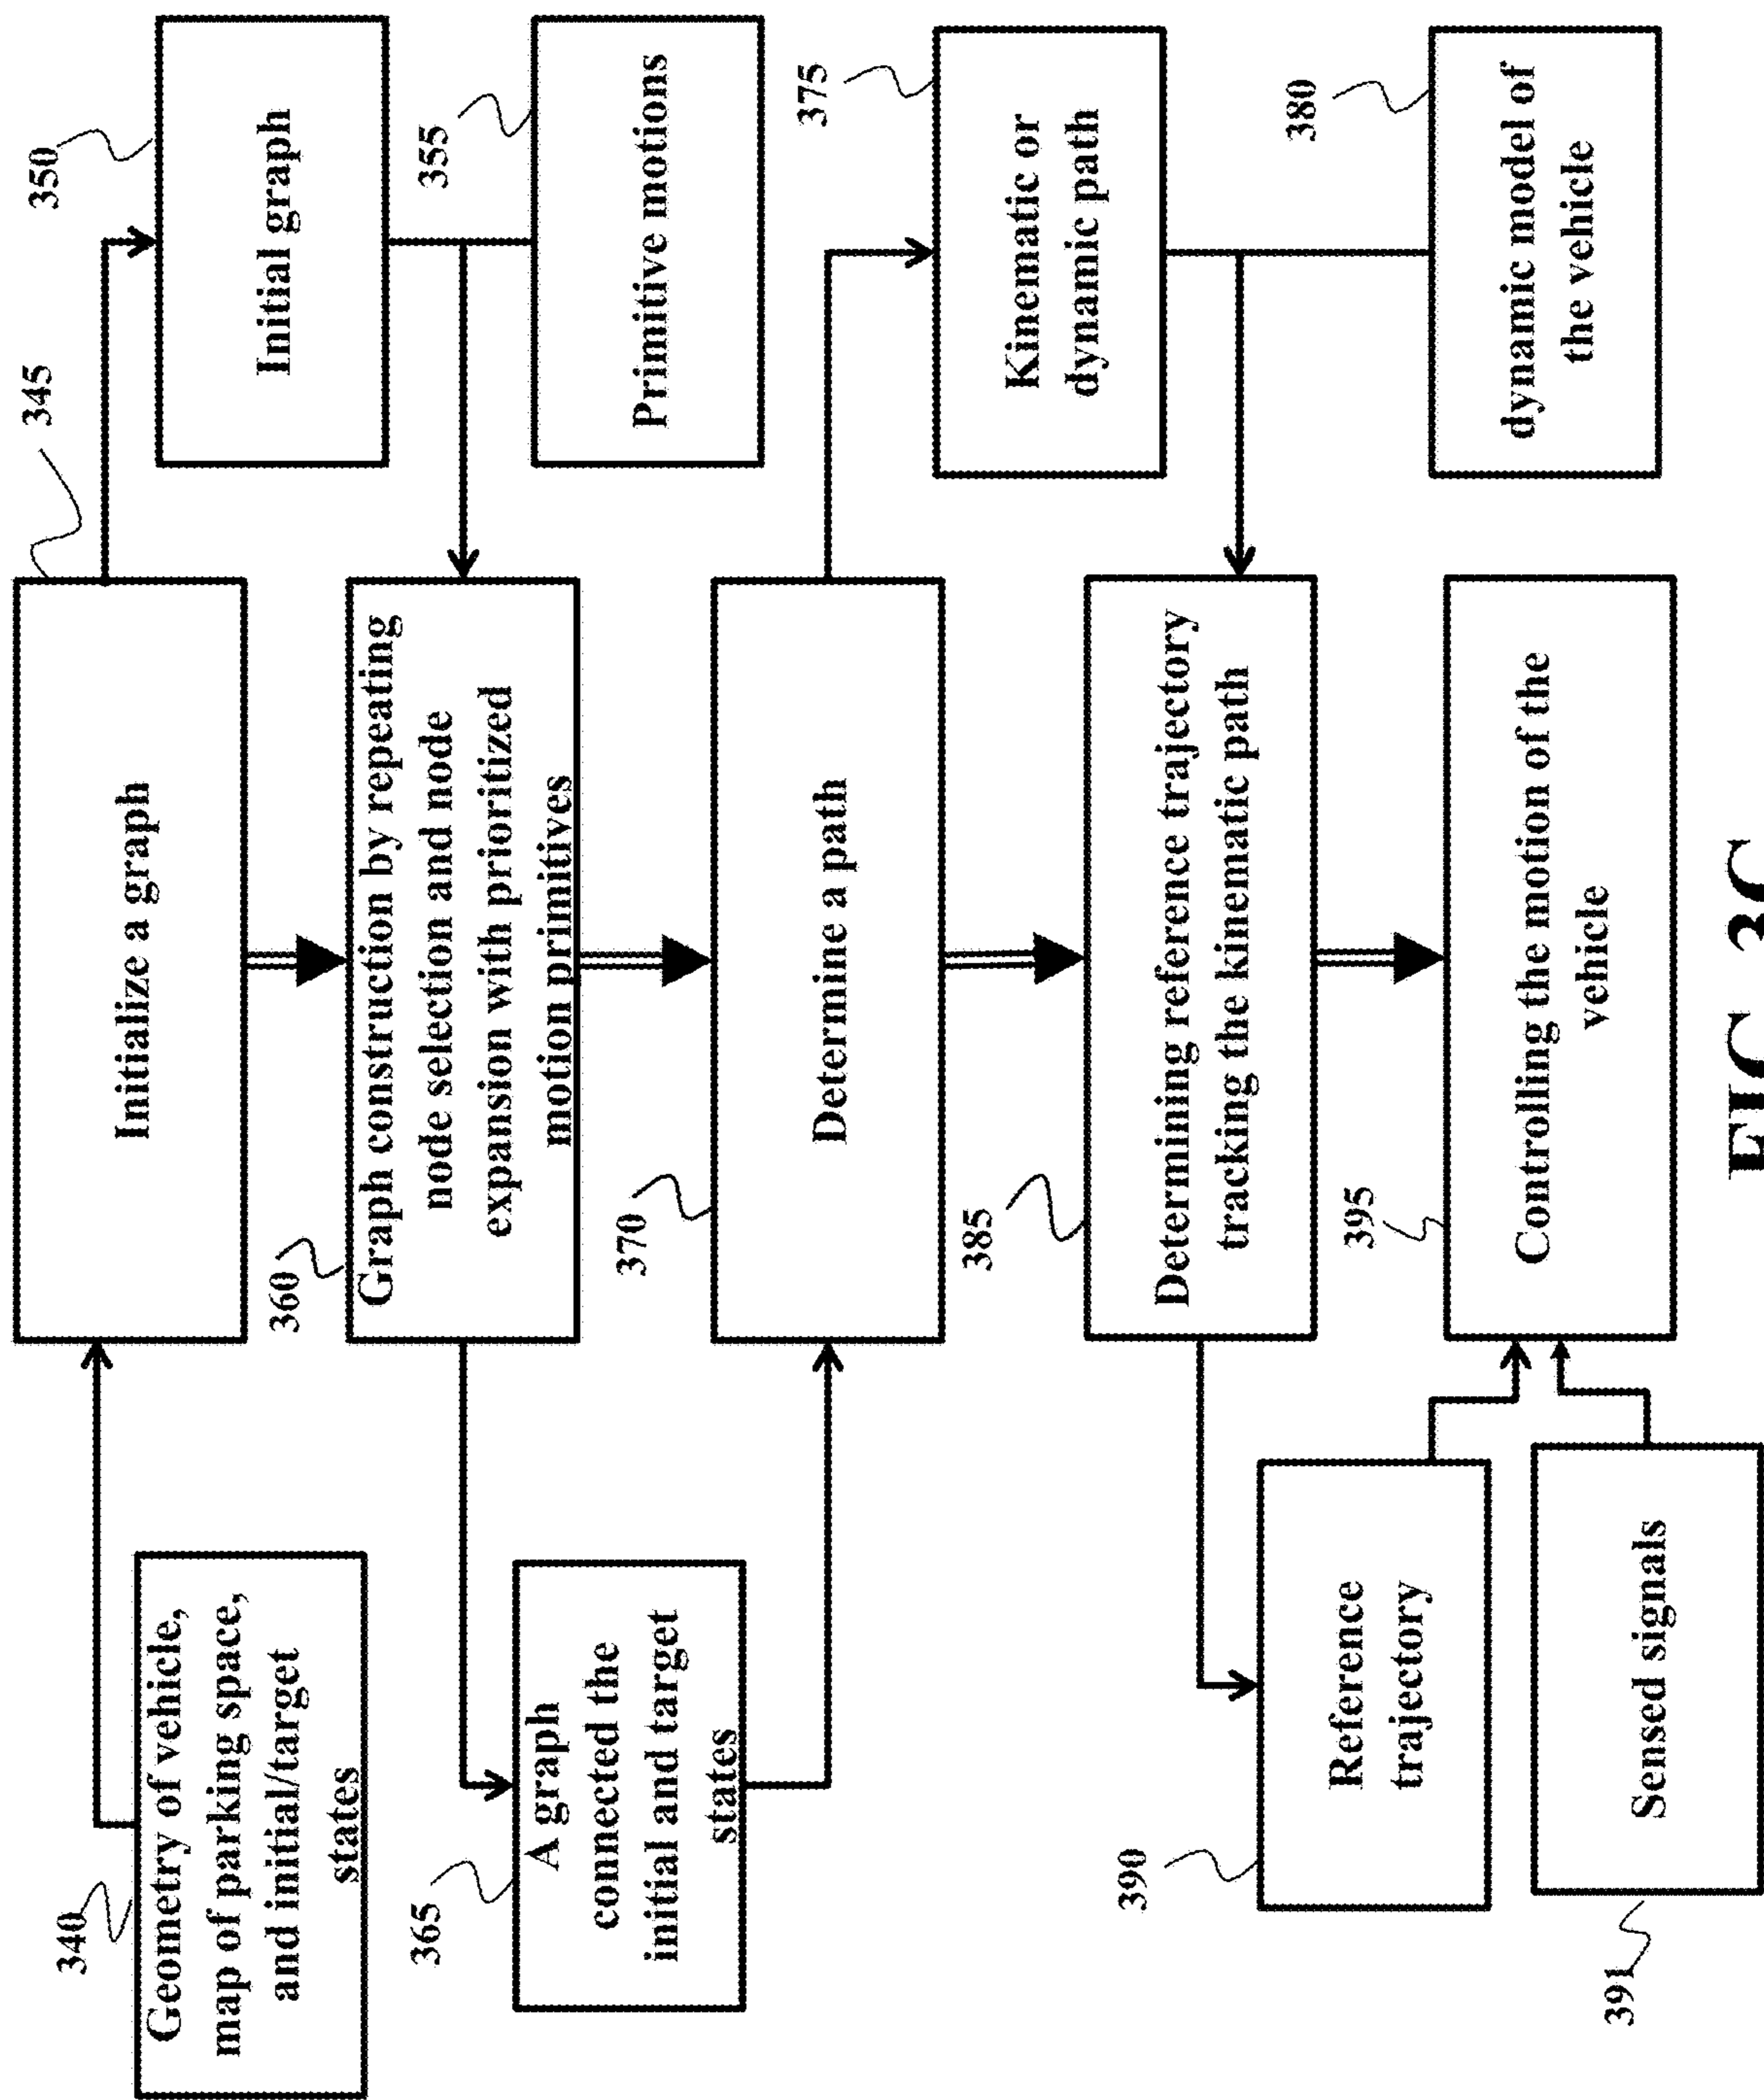 345
Initialize a graph
350
Initial graph
340
Geometry of vehicle,
map of parking space,
and initial/target
states
360
Graph construction by repeating
node selection and node
expansion with prioritized
motion primitives
355
Primitive motions
365
A graph
connected the
initial and target
states
370
Determine a path
375
Kinematic or
dynamic path
385
Determining reference trajectory
tracking the kinematic path
380
dynamic model of
the vehicle
390
Reference
trajectory
395
Controlling the motion of the
vehicle
391
Sensed signals
FIG. 3C